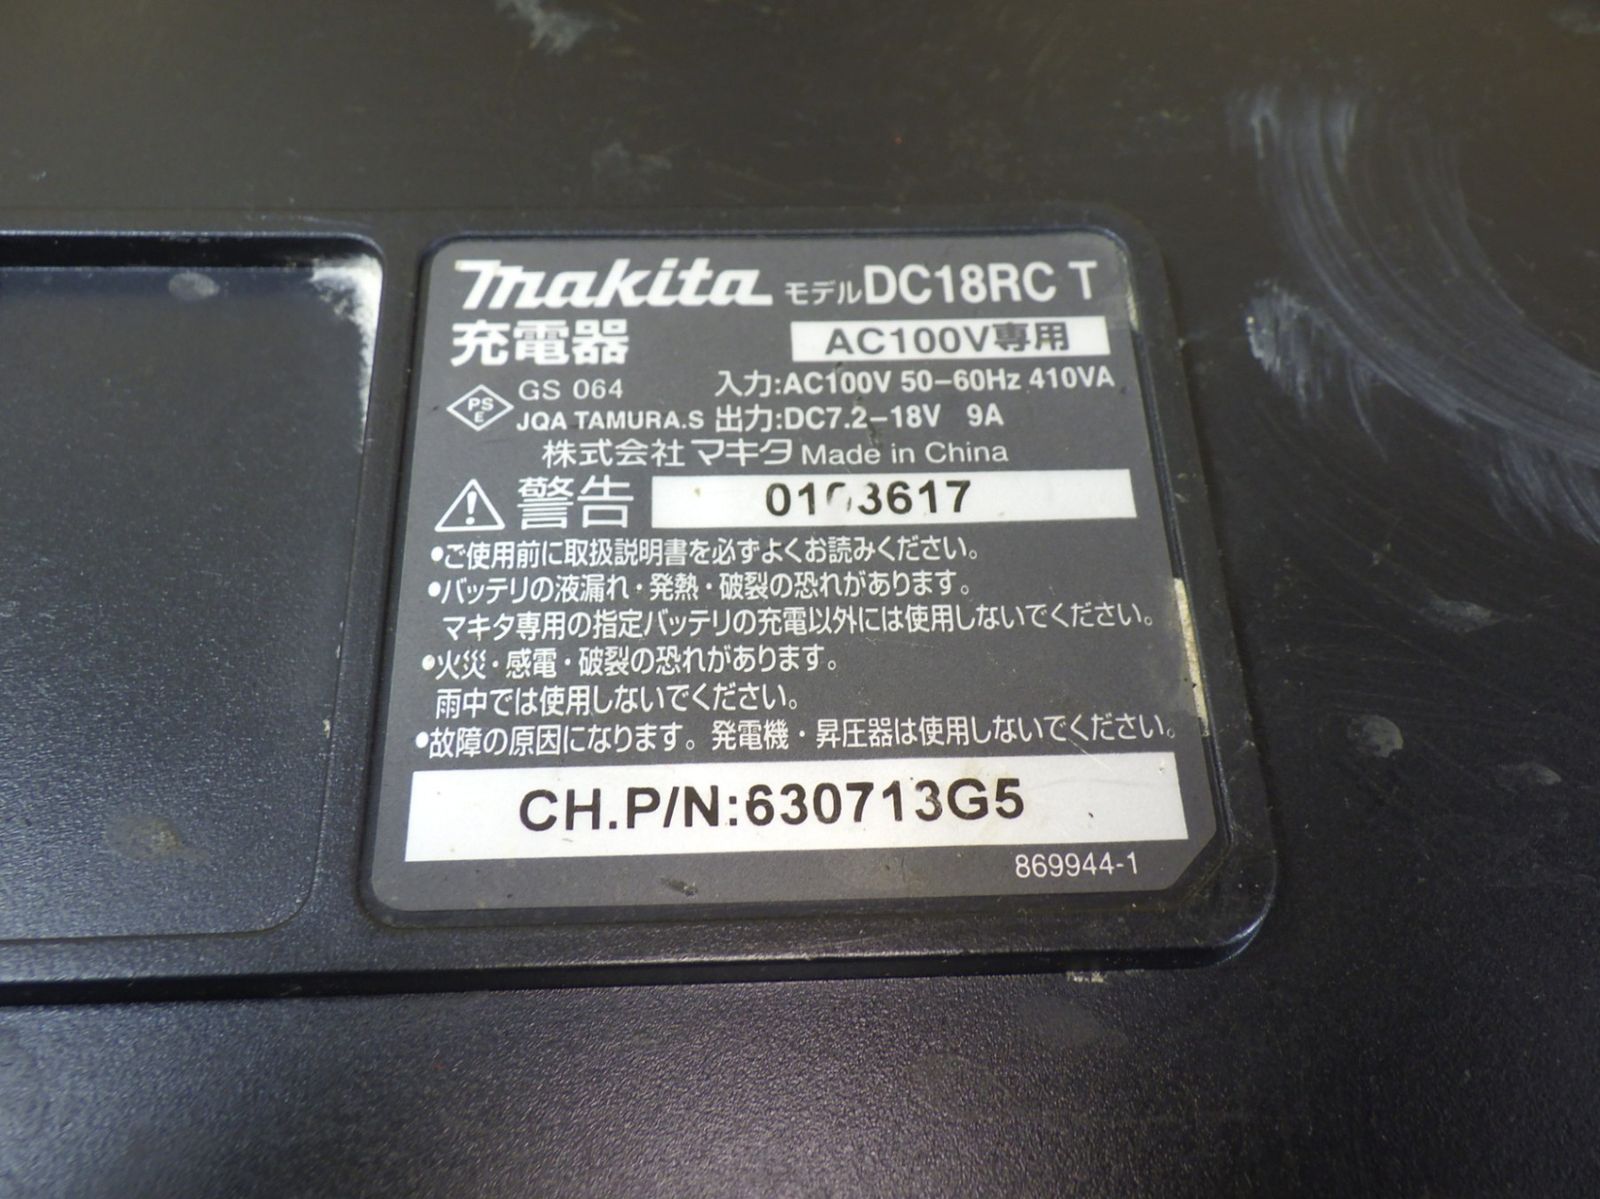 makita モデル DC18RC T
充電器 AC100V専用
PSE GS 064 入力:AC100V 50-60Hz 410VA
JQA TAMURA.S 出力:DC7.2-18V 9A
株式会社マキタ Made in China
警告
●ご使用前に取扱説明書を必ずよくお読みください。
●バッテリの液漏れ・発熱・破裂の恐れがあります。
マキタ専用の指定バッテリの充電以外には使用しないでください。
●火災・感電・破裂の恐れがあります。
雨中では使用しないでください。
●故障の原因になります。発電機・昇圧器は使用しないでください。
CH.P/N:630713G5
869944-1